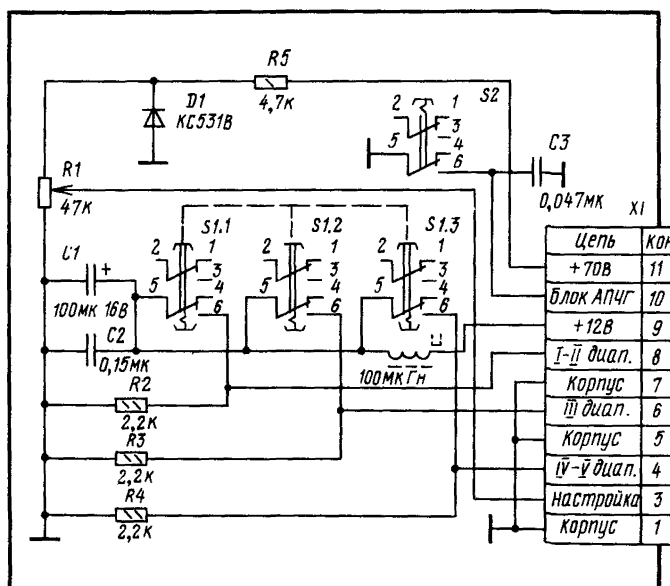 R5
4,7к
D1
КС531В
S2
2 1
3
4
5 6
C3
0,047мк
R1
47к
S1.1 S1.2 S1.3
2 1 2 1 2 1
3 3 3
4 4 4
5 6 5 6 5 6
C1
+
100мк 16В
C2
0,15мк
100мкГн
R2
2,2к
R3
2,2к
R4
2,2к
X1
Цепь Кон
+70В 11
Блок АПЧГ 10
+12В 9
I-II диап. 8
Корпус 7
III диап. 6
Корпус 5
IV-V диап. 4
Настройка 3
Корпус 1